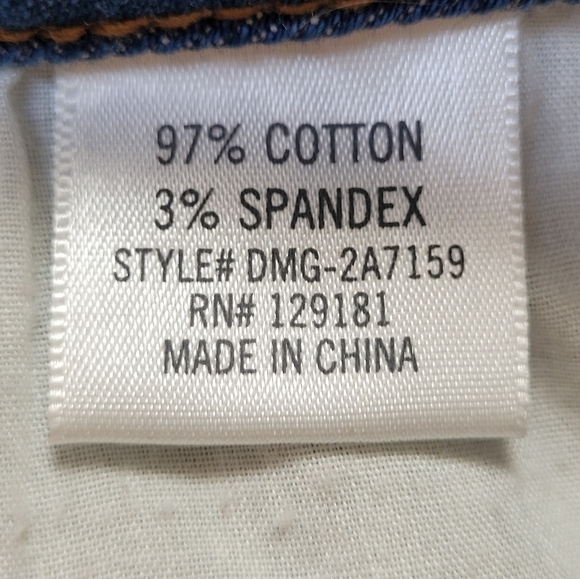 97% COTTON
3% SPANDEX
STYLE# DMG-2A7159
RN# 129181
MADE IN CHINA